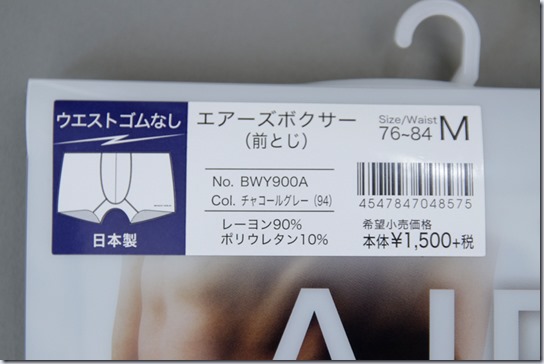 ウエストゴムなし
日本製
エアーズボクサー
(前とじ)
Size/Waist
76~84 M
No. BWY900A
Col. チャコールグレー (94)
レーヨン90%
ポリウレタン10%
4547847048575
希望小売価格
本体¥1,500+税